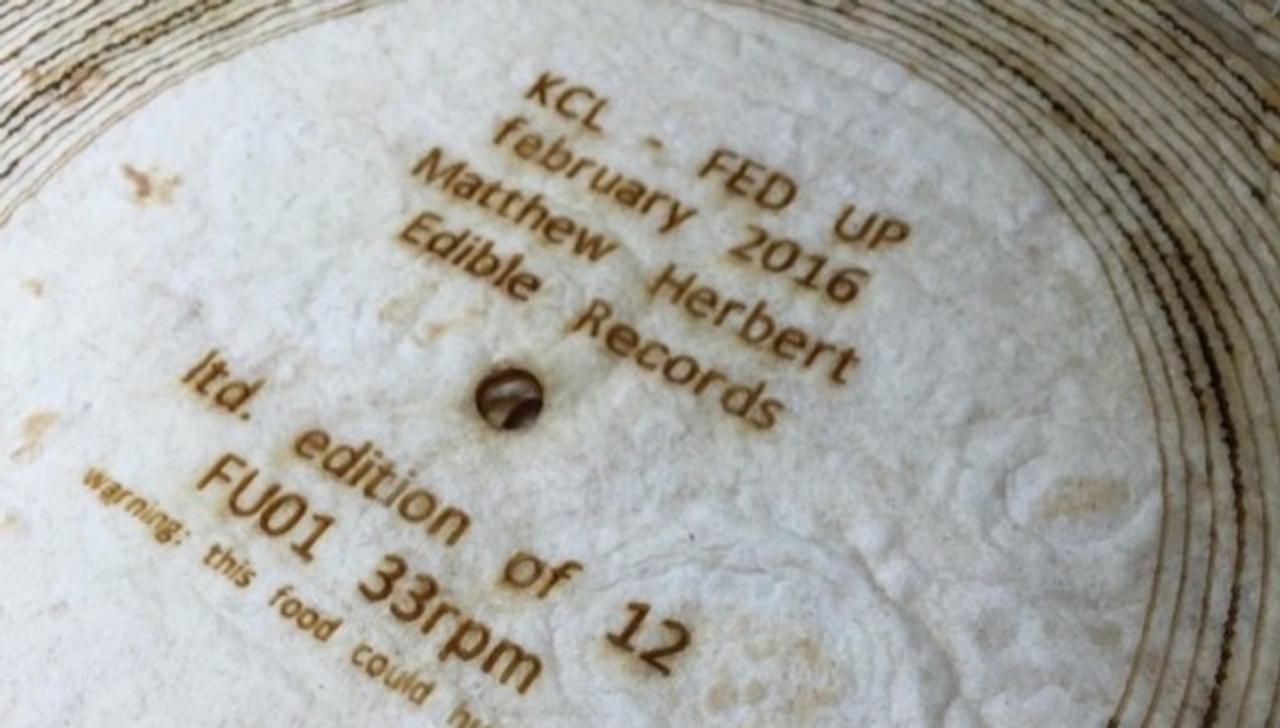 KCL - FED UP
february 2016
Matthew Herbert
Edible Records
ltd. edition of 12
FU01 33rpm
warning: this food could